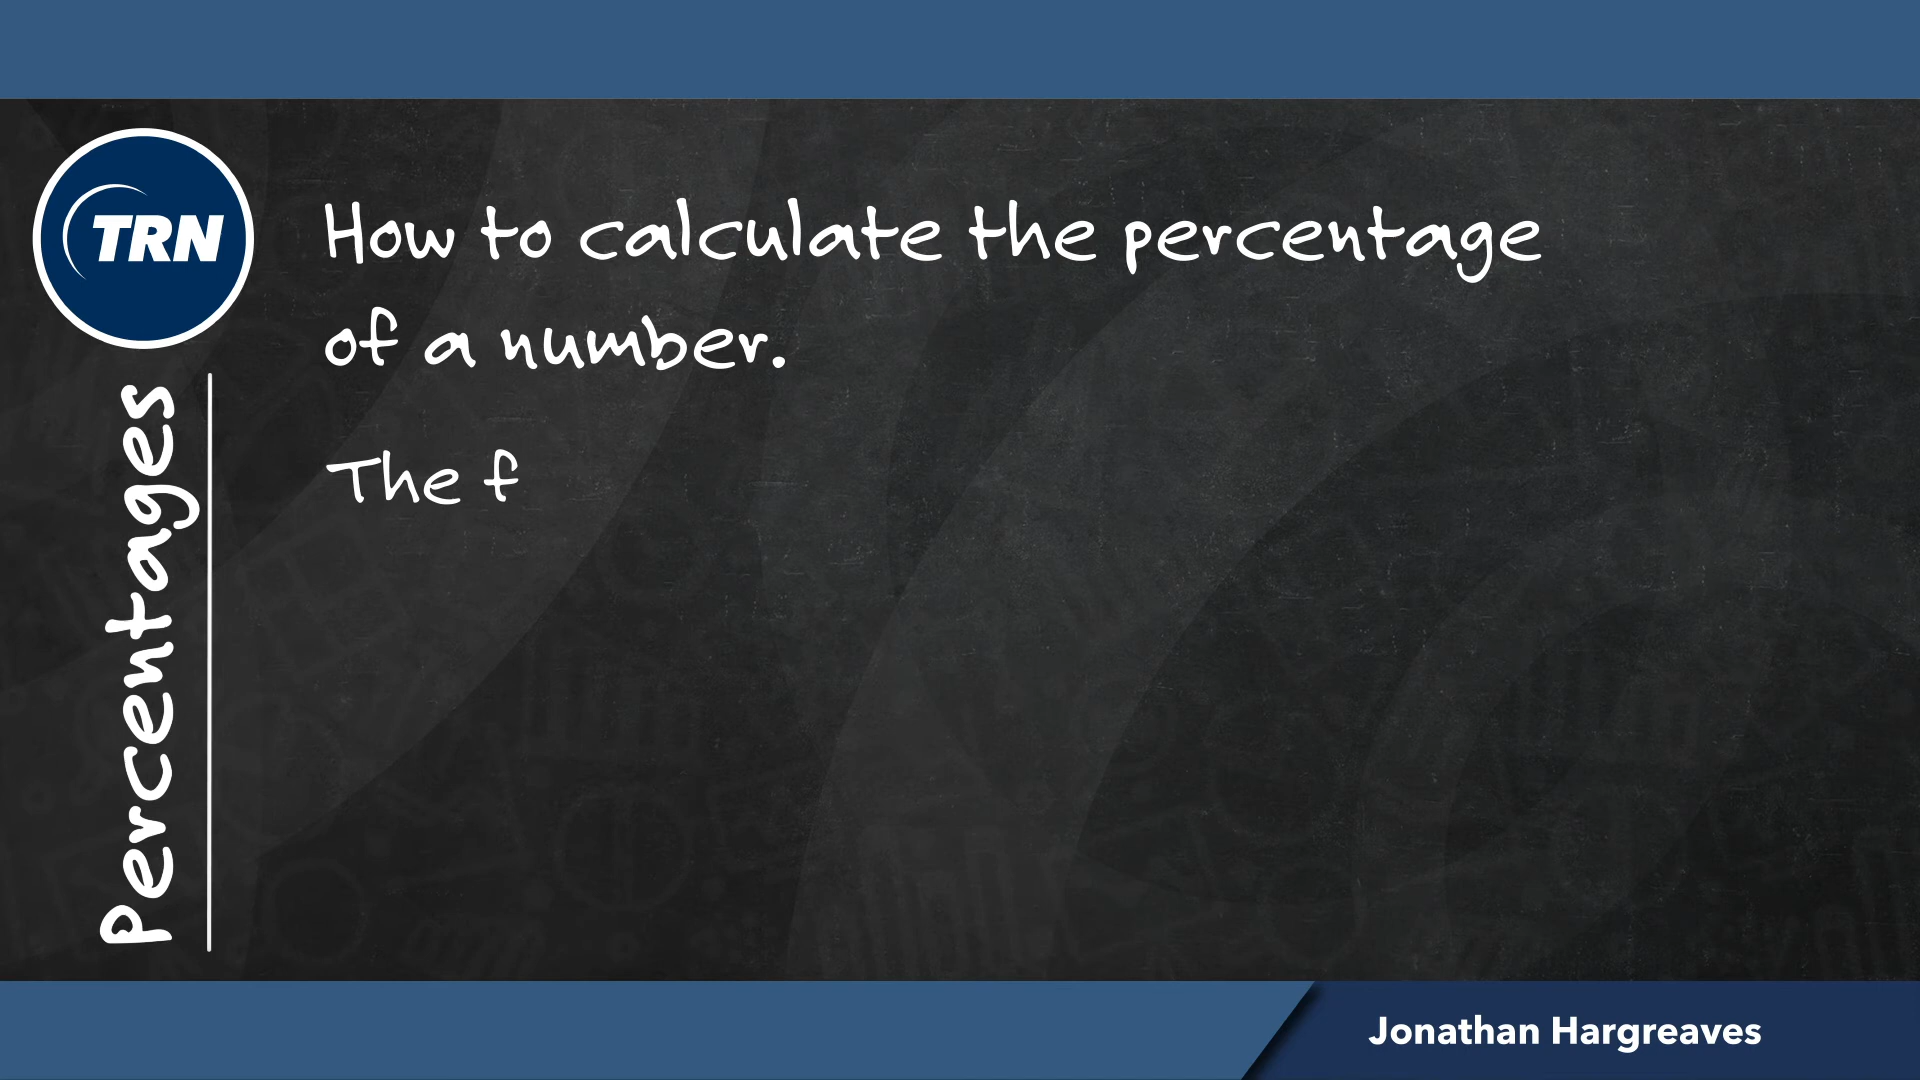 TRN
Percentages
How to calculate the percentage
of a number.
The f
Jonathan Hargreaves